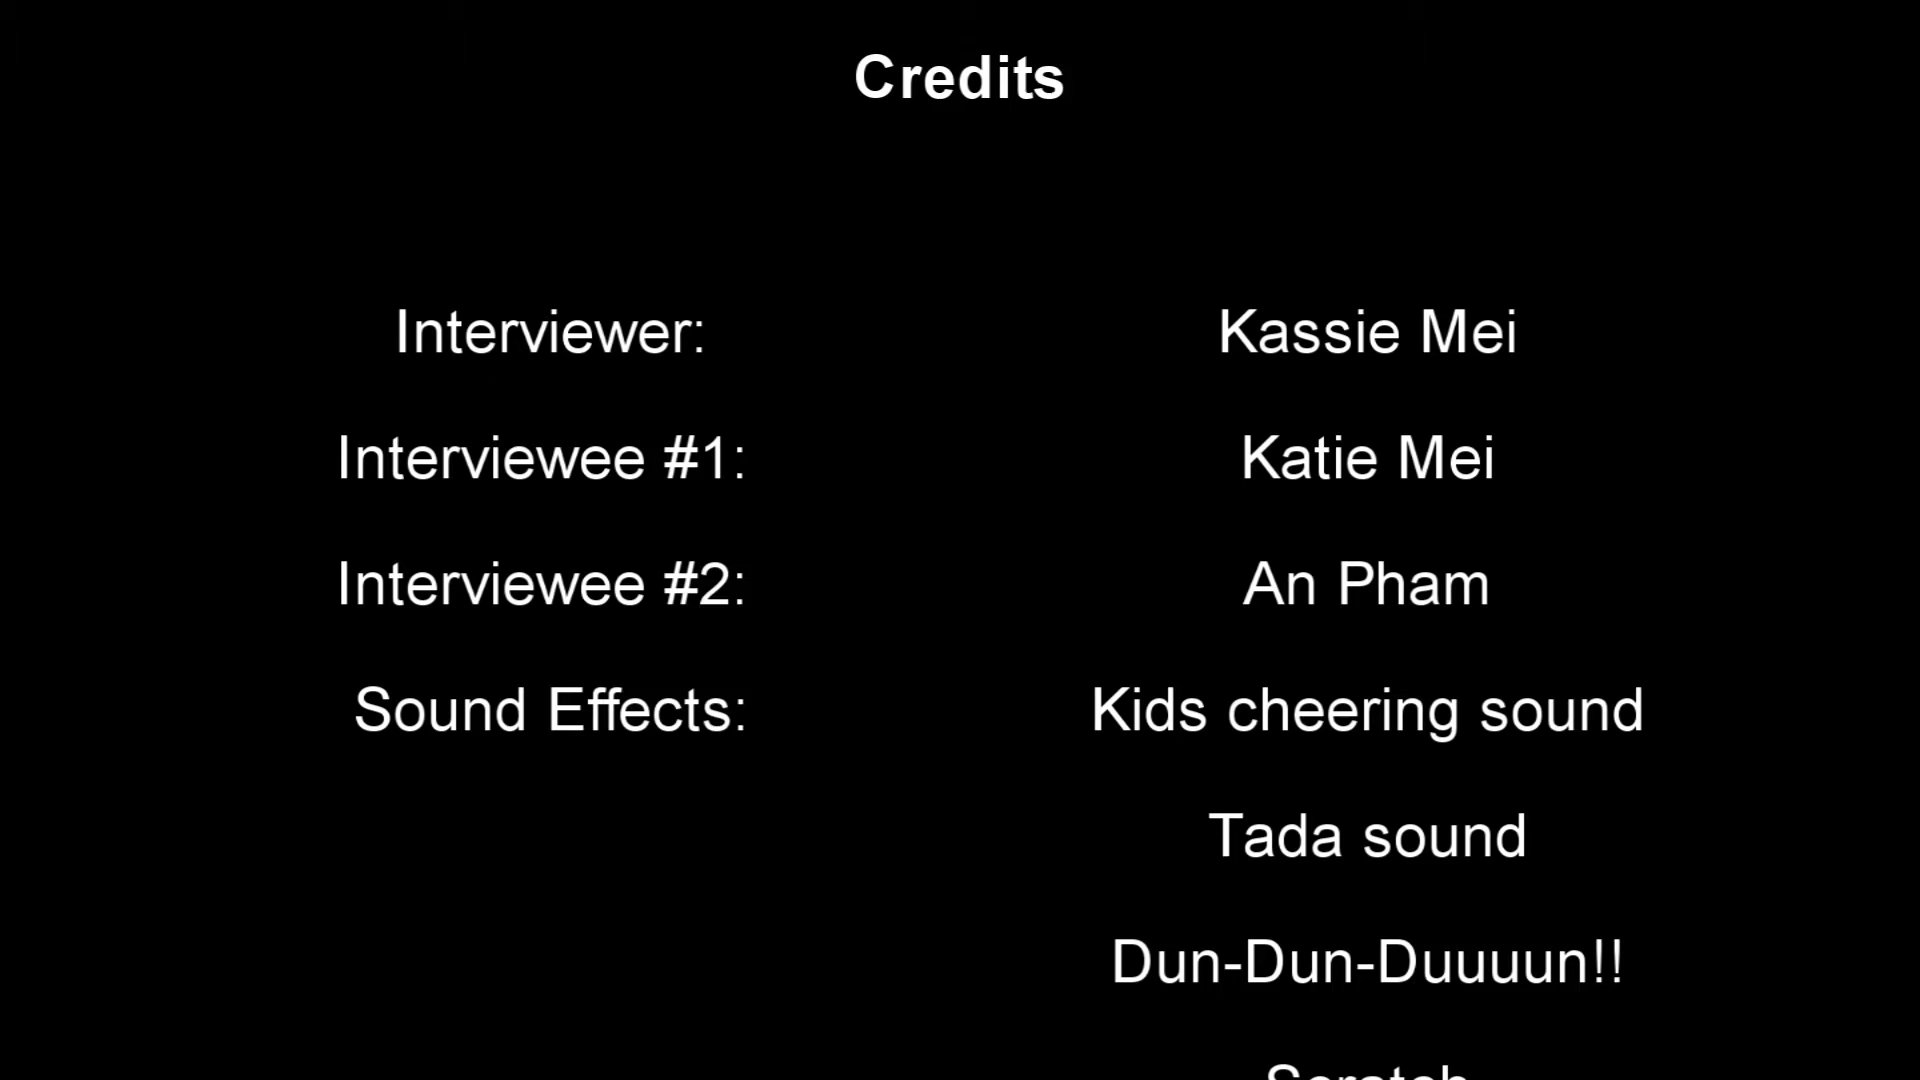 Credits
Interviewer: Kassie Mei
Interviewee #1: Katie Mei
Interviewee #2: An Pham
Sound Effects: Kids cheering sound
Tada sound
Dun-Dun-Duuuun!!
Scratch